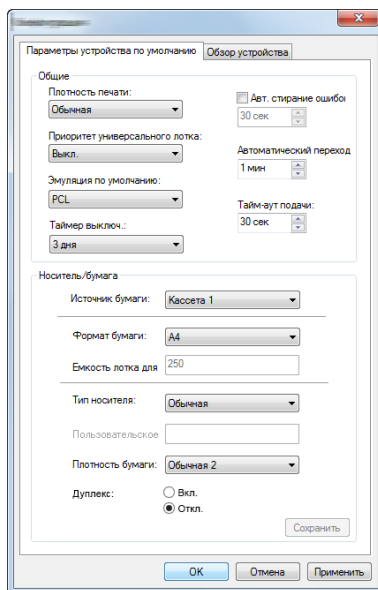 Параметры устройства по умолчанию
Обзор устройства
Общие
Плотность печати:
Обычная
Приоритет универсального лотка:
Выкл.
Эмуляция по умолчанию:
PCL
Таймер выключ.:
3 дня
Авт. стирание ошибо
30 сек
Автоматический переход
1 мин
Тайм-аут подачи:
30 сек
Носитель/бумага
Источник бумаги: Кассета 1
Формат бумаги: A4
Емкость лотка для 250
Тип носителя: Обычная
Пользовательское
Плотность бумаги: Обычная 2
Дуплекс: Вкл.
Откл.
Сохранить
OK Отмена Применить